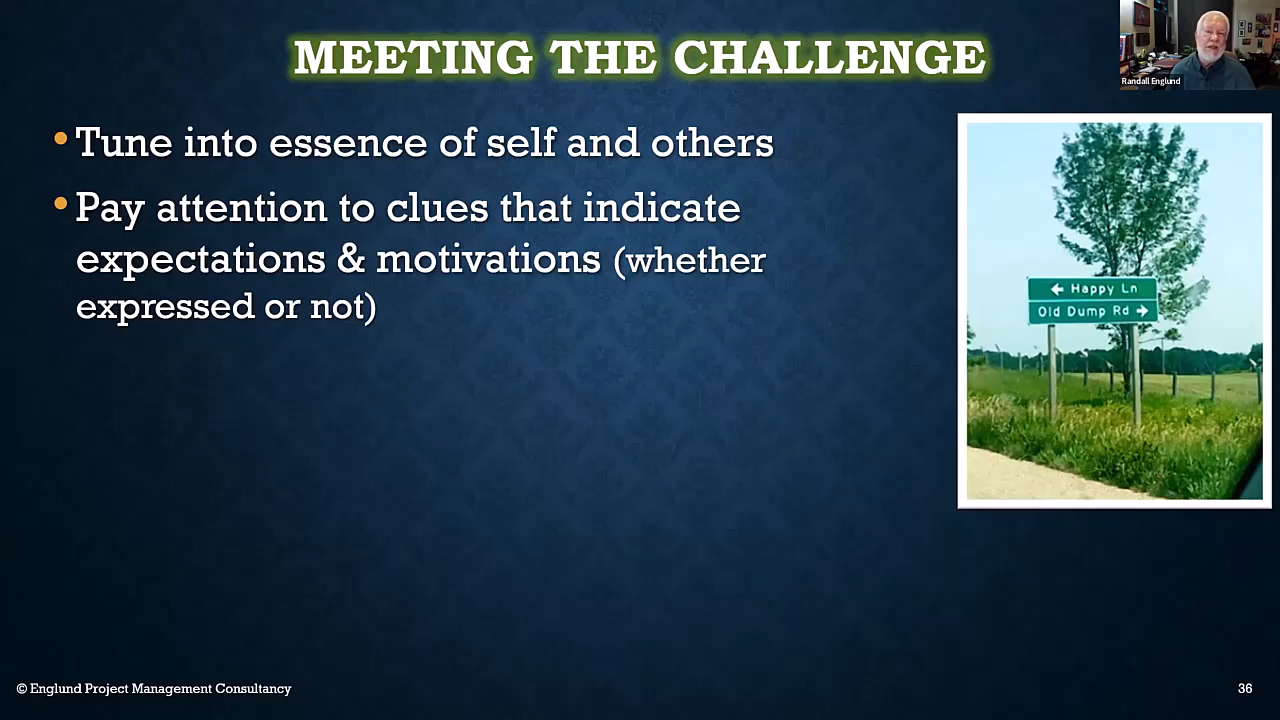 MEETING THE CHALLENGE
Randall Englund
• Tune into essence of self and others
• Pay attention to clues that indicate
expectations & motivations (whether
expressed or not)
← Happy Ln
Old Dump Rd →
© Englund Project Management Consultancy
36